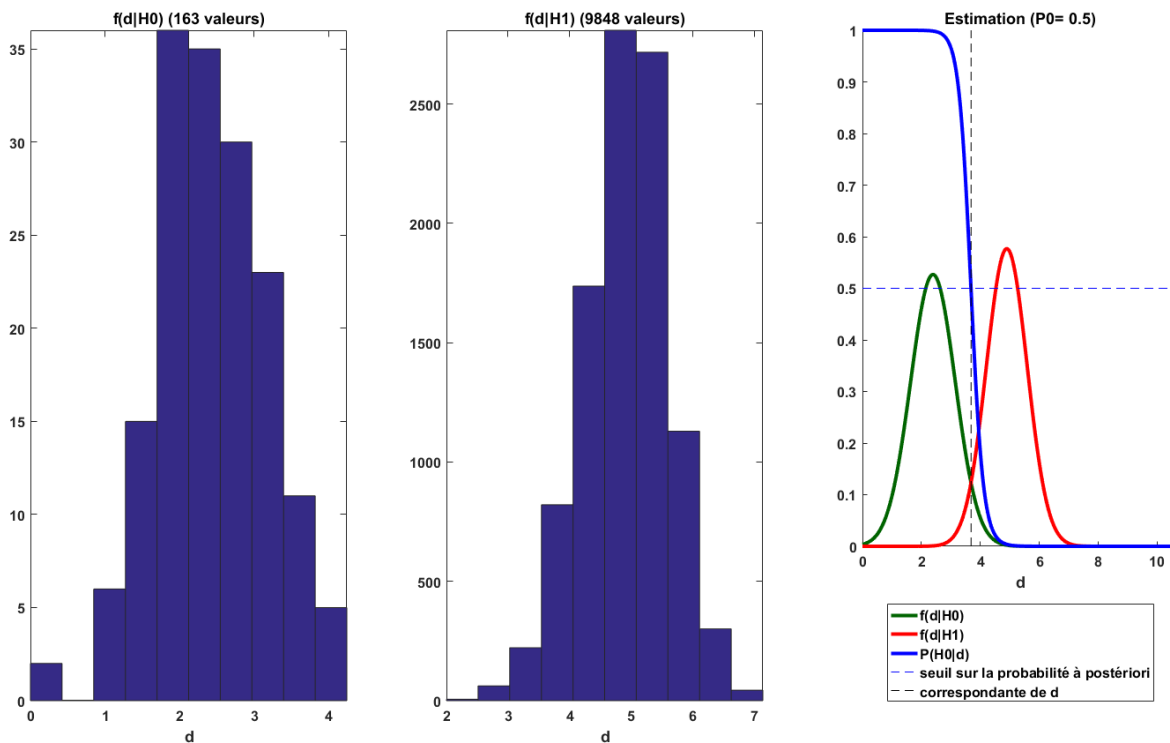 f(d|H0) (163 valeurs)
35
30
25
20
15
10
5
0
0 1 2 3 4
d
f(d|H1) (9848 valeurs)
2500
2000
1500
1000
500
0
2 3 4 5 6 7
d
Estimation (P0= 0.5)
1
0.9
0.8
0.7
0.6
0.5
0.4
0.3
0.2
0.1
0
0 2 4 6 8 10
d
f(d|H0)
f(d|H1)
P(H0|d)
seuil sur la probabilité à postériori
correspondante de d